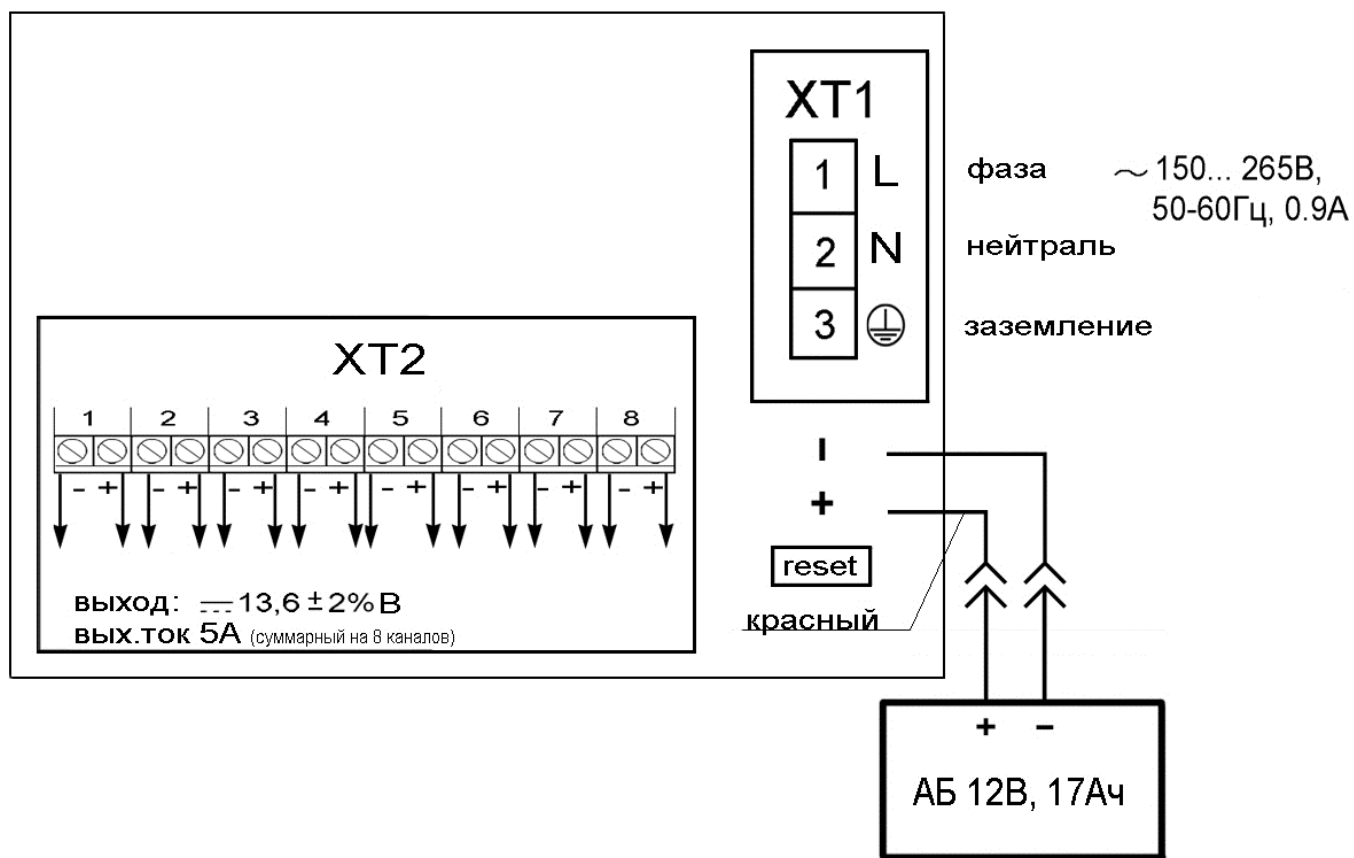 XT1
1 L фаза ~ 150... 265В,
50-60Гц, 0.9А
2 N нейтраль
3 заземление
XT2
1 2 3 4 5 6 7 8
- + - + - + - + - + - + - + - +
выход: 13,6 ± 2% В
вых.ток 5А (суммарный на 8 каналов)
-
+
reset
красный
+ -
АБ 12В, 17Ач